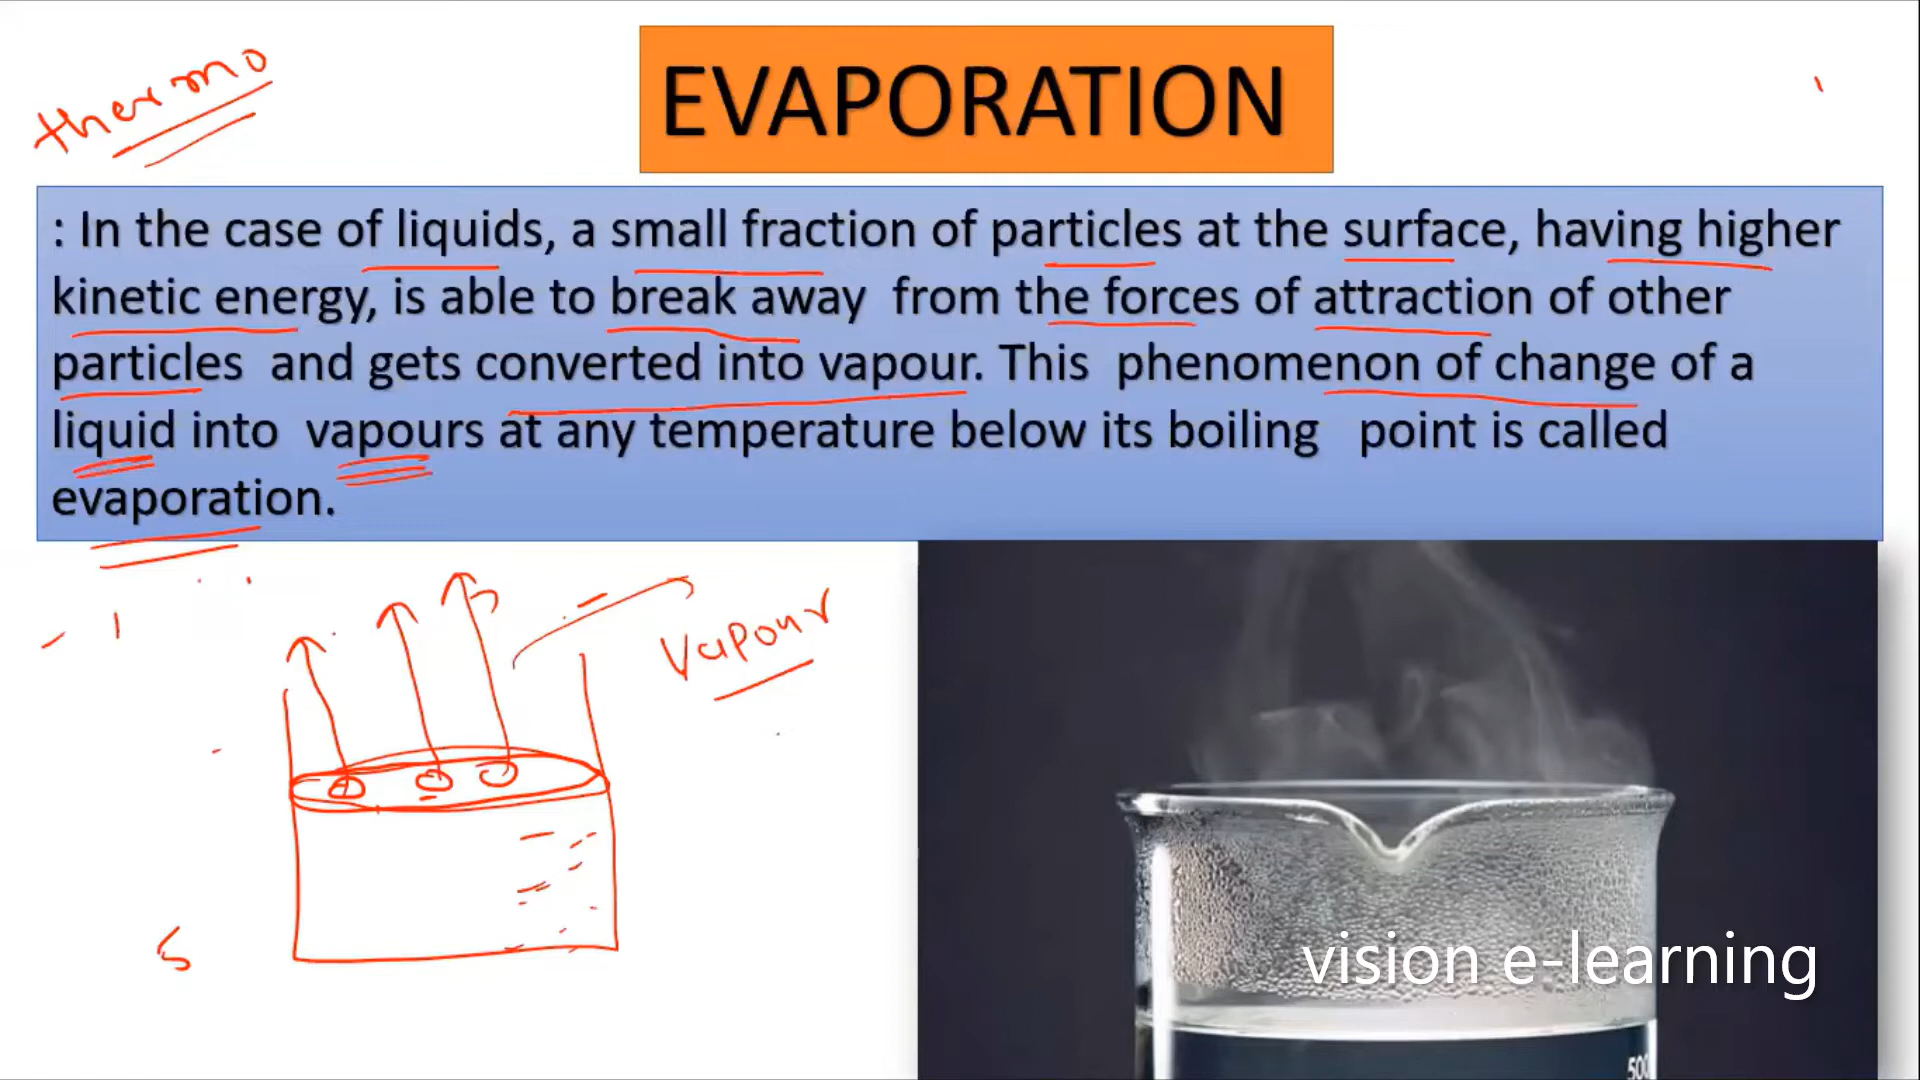 thermo
EVAPORATION
: In the case of liquids, a small fraction of particles at the surface, having higher
kinetic energy, is able to break away from the forces of attraction of other
particles and gets converted into vapour. This phenomenon of change of a
liquid into vapours at any temperature below its boiling point is called
evaporation.
vapour
5
vision e-learning
500